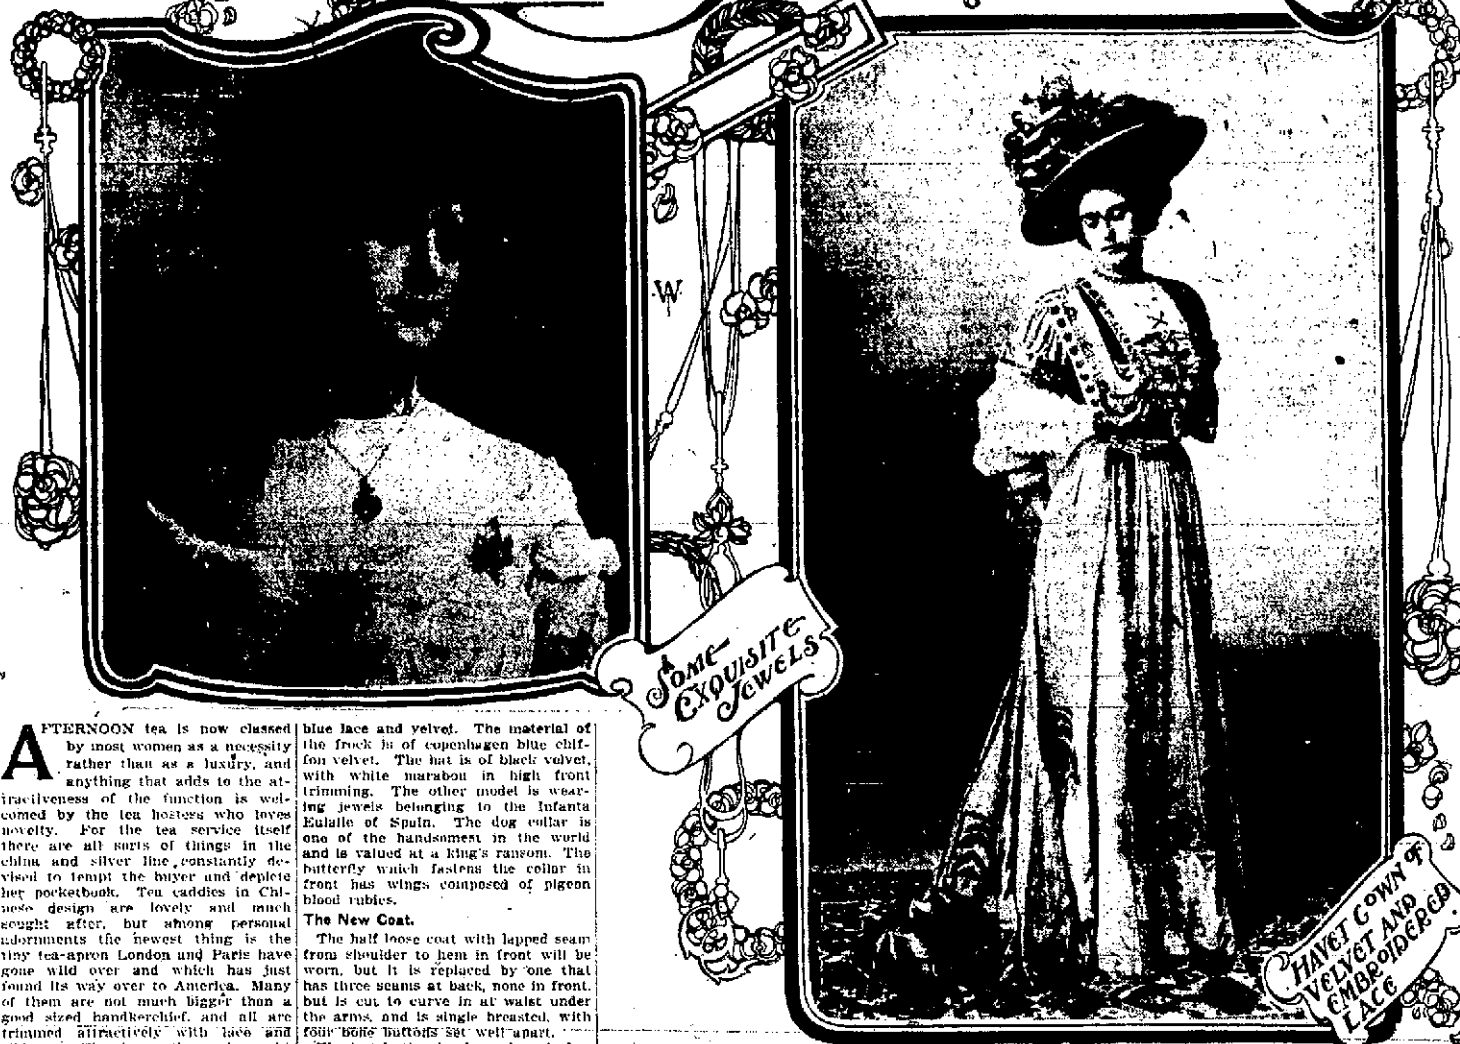 W
SOME
EXQUISITE
JEWELS
AFTERNOON tea is now classed
by most women as a necessity
rather than as a luxury, and
anything that adds to the at-
tractiveness of the function is wel-
comed by the tea hostess who loves
novelty. For the tea service itself
there are all sorts of things in the
china and silver line constantly de-
vised to tempt the buyer and deplete
her pocketbook. Tea caddies in Chi-
nese design are lovely and much
sought after, but among personal
adornments the newest thing is the
tiny tea-apron London and Paris have
gone wild over and which has just
found its way over to America. Many
of them are not much bigger than a
good sized handkerchief, and all are
trimmed attractively with lace and
blue lace and velvet. The material of
the frock is of copenhagen blue chif-
fon velvet. The hat is of black velvet,
with white marabou in high front
trimming. The other model is wear-
ing jewels belonging to the Infanta
Eulalie of Spain. The dog collar is
one of the handsomest in the world
and is valued at a king's ransom. The
butterfly which fastens the collar in
front has wings composed of pigeon
blood rubies.
The New Coat.
The half loose coat with lapped seam
from shoulder to hem in front will be
worn, but it is replaced by one that
has three seams at back, none in front,
but is cut to curve in at waist under
the arms, and is single breasted, with
four bone buttons set well apart.
CHAVET GOWN OF
VELVET AND
EMBROIDERED
LACE